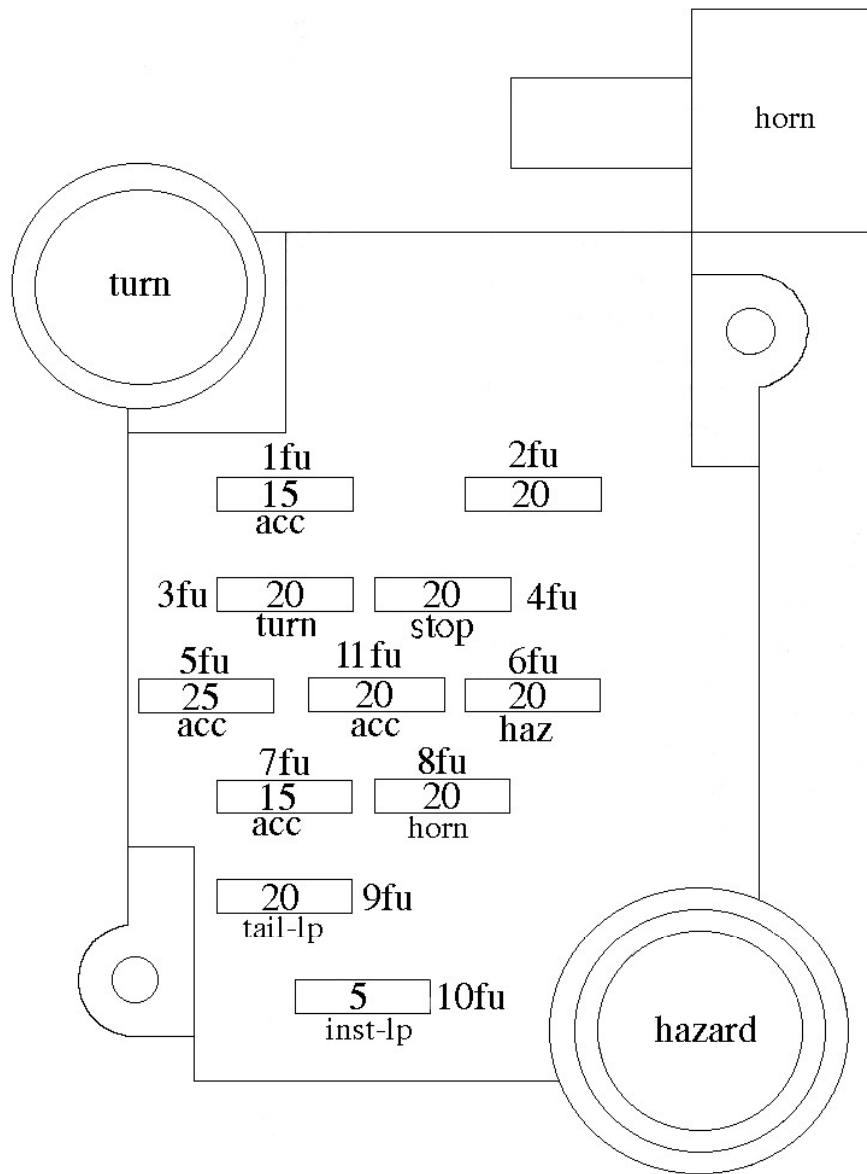 horn
turn
1fu 2fu
15 20
acc
3fu 20 20 4fu
turn stop
5fu 11fu 6fu
25 20 20
acc acc haz
7fu 8fu
15 20
acc horn
20 9fu
tail-lp
5 10fu
inst-lp
hazard